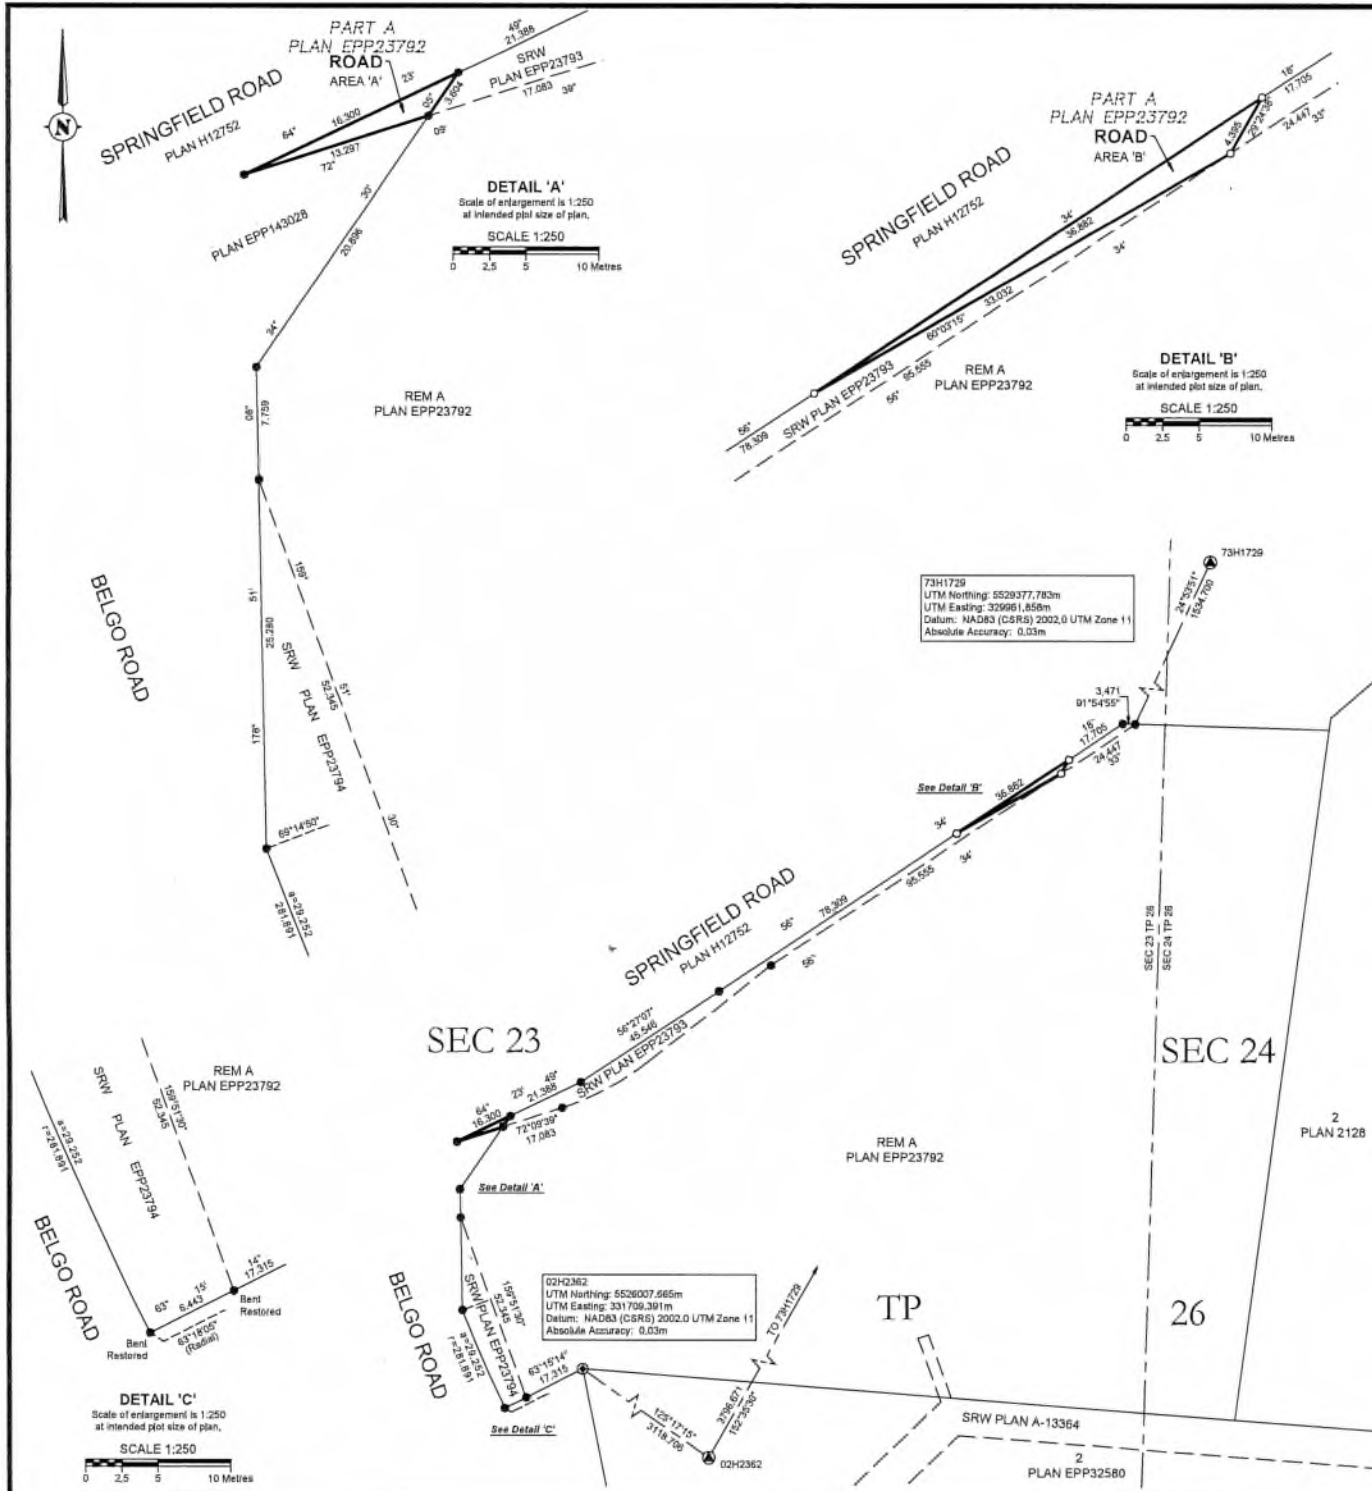 PART A
PLAN EPP23792
ROAD
AREA 'A'
49"
21.388
SRW
PLAN EPP23793
17.083
39"
SPRINGFIELD ROAD
PLAN H12752
64°
16.300
23'
05"
3.604
09'
72°
13.297
N
PLAN EPP143028
30'
20.896
34°
DETAIL 'A'
Scale of enlargement is 1:250
at intended plot size of plan.
SCALE 1:250
0 2.5 5 10 Metres
08"
7.759
REM A
PLAN EPP23792
51'
25.280
178°
159°
51'
52.345
30"
SRW PLAN EPP23794
BELGO ROAD
69°14'50"
a=29.252
281.891
PART A
PLAN EPP23792
ROAD
AREA 'B'
18"
17.705
4.395
29°24'36"
24.447
33"
SPRINGFIELD ROAD
PLAN H12752
34'
36.882
34'
33.032
60°03'15"
95.555
56°
SRW PLAN EPP23793
56°
78.309
REM A
PLAN EPP23792
DETAIL 'B'
Scale of enlargement is 1:250
at intended plot size of plan.
SCALE 1:250
0 2.5 5 10 Metres
73H1729
24°53'51"
1534.700
73H1729
UTM Northing: 5529377.783m
UTM Easting: 329961.858m
Datum: NAD83 (CSRS) 2002.0 UTM Zone 11
Absolute Accuracy: 0.03m
3.471
91°54'55"
18"
17.705
24.447
33"
See Detail 'B'
36.882
34'
34'
95.555
78.309
56°
56°
SPRINGFIELD ROAD
PLAN H12752
56°27'07"
45.546
SRW PLAN EPP23793
SEC 23 TP 26
SEC 24 TP 26
SEC 23
SEC 24
49"
21.388
23'
64°
16.300
72°09'39"
17.083
See Detail 'A'
REM A
PLAN EPP23792
2
PLAN 2128
REM A
PLAN EPP23792
SRW PLAN EPP23794
159°51'30"
52.345
a=29.252
r=281.891
BELGO ROAD
63°
15'
6.443
14"
17.315
Bent
Restored
63°18'05"
(Radial)
Bent
Restored
DETAIL 'C'
Scale of enlargement is 1:250
at intended plot size of plan.
SCALE 1:250
0 2.5 5 10 Metres
BELGO ROAD
SRW PLAN EPP23794
159°51'30"
52.345
a=29.252
r=281.891
63°15'14"
17.315
See Detail 'C'
02H2362
UTM Northing: 5526007.665m
UTM Easting: 331709.391m
Datum: NAD83 (CSRS) 2002.0 UTM Zone 11
Absolute Accuracy: 0.03m
TO 73H1729
3796.671
152°35'30"
125°17'15"
3118.706
02H2362
TP
26
SRW PLAN A-13364
2
PLAN EPP32580